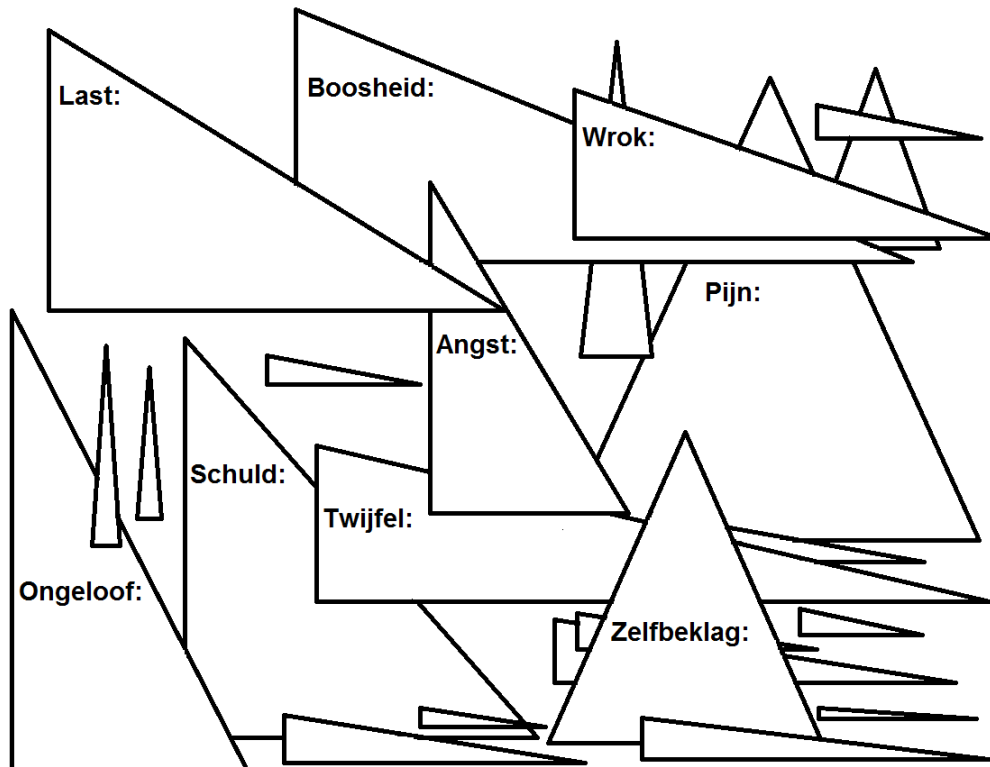 Last:
Boosheid:
Wrok:
Pijn:
Angst:
Schuld:
Twijfel:
Ongeloof:
Zelfbeklag: